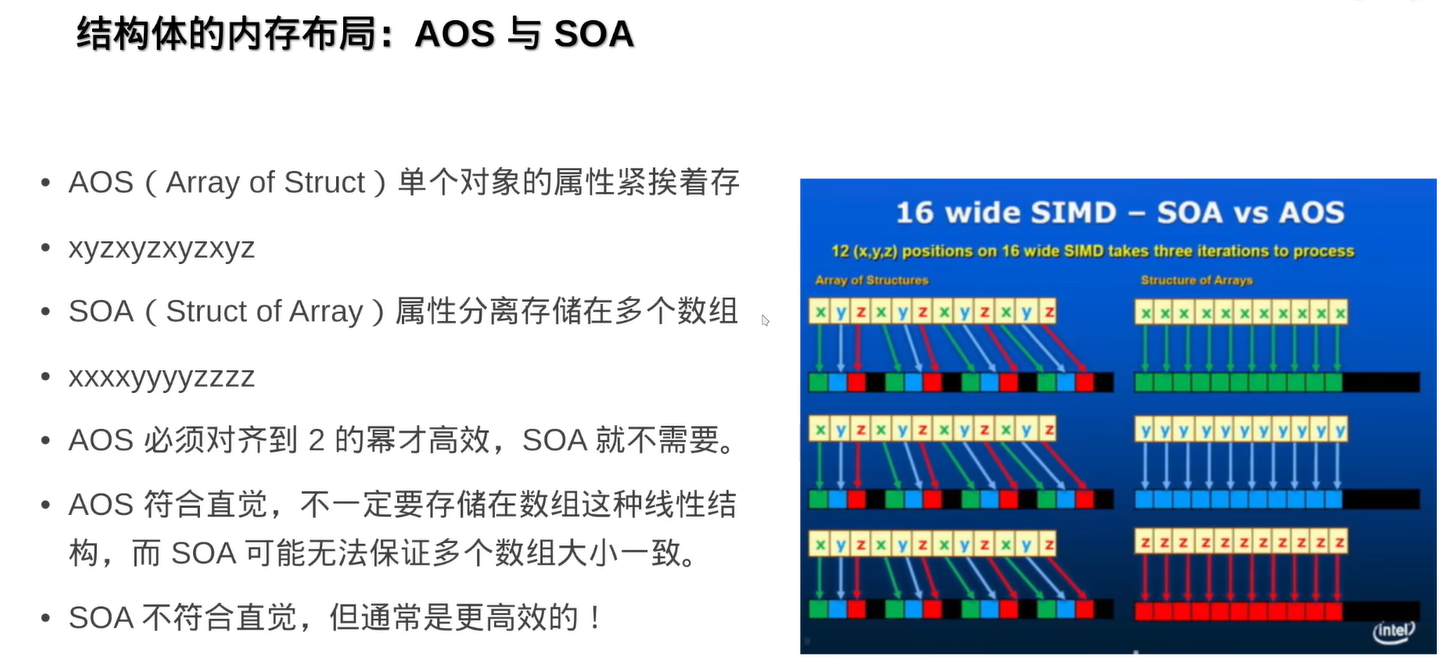 结构体的内存布局：AOS 与 SOA
• AOS（Array of Struct）单个对象的属性紧挨着存
• xyzxyzxyzxyz
• SOA（Struct of Array）属性分离存储在多个数组
• xxxxyyyyzzzz
• AOS 必须对齐到 2 的幂才高效，SOA 就不需要。
• AOS 符合直觉，不一定要存储在数组这种线性结
构，而 SOA 可能无法保证多个数组大小一致。
• SOA 不符合直觉，但通常是更高效的！
16 wide SIMD – SOA vs AOS
12 (x,y,z) positions on 16 wide SIMD takes three iterations to process
Array of Structures
x y z x y z x y z x y z
x y z x y z x y z x y z
x y z x y z x y z x y z
Structure of Arrays
x x x x x x x x x x x
y y y y y y y y y y y
z z z z z z z z z z z
intel